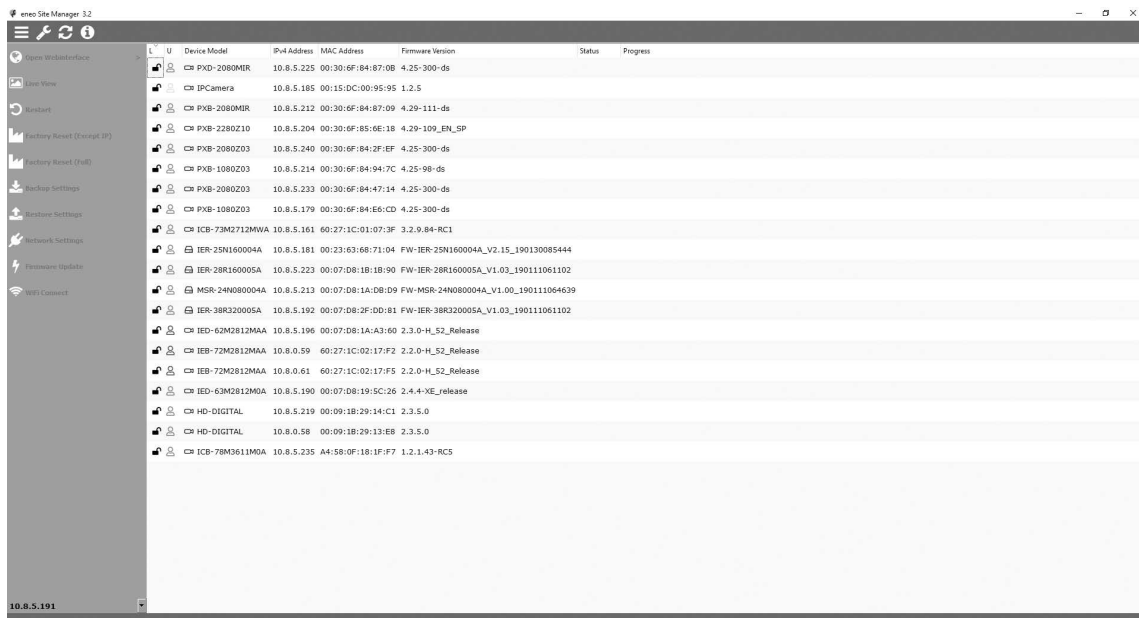 eneo Site Manager 3.2
L U Device Model IPv4 Address MAC Address Firmware Version Status Progress
Open Webinterface >
Live View
Restart
Factory Reset (Except IP)
Factory Reset (Full)
Backup Settings
Restore Settings
Network Settings
Firmware Update
WiFi Connect
PXD-2080MIR 10.8.5.225 00:30:6F:84:87:0B 4.25-300-ds
IPCamera 10.8.5.185 00:15:DC:00:95:95 1.2.5
PXB-2080MIR 10.8.5.212 00:30:6F:84:87:09 4.29-111-ds
PXB-2280Z10 10.8.5.204 00:30:6F:85:6E:18 4.29-109_EN_SP
PXB-2080Z03 10.8.5.240 00:30:6F:84:2F:EF 4.25-300-ds
PXB-1080Z03 10.8.5.214 00:30:6F:84:94:7C 4.25-98-ds
PXB-2080Z03 10.8.5.233 00:30:6F:84:47:14 4.25-300-ds
PXB-1080Z03 10.8.5.179 00:30:6F:84:E6:CD 4.25-300-ds
ICB-73M2712MWA 10.8.5.161 60:27:1C:01:07:3F 3.2.9.84-RC1
IER-25N160004A 10.8.5.181 00:23:63:68:71:04 FW-IER-25N160004A_V2.15_190130085444
IER-28R160005A 10.8.5.223 00:07:D8:1B:1B:90 FW-IER-28R160005A_V1.03_190111061102
MSR-24N080004A 10.8.5.213 00:07:D8:1A:DB:D9 FW-MSR-24N080004A_V1.00_190111064639
IER-38R320005A 10.8.5.192 00:07:D8:2F:DD:81 FW-IER-38R320005A_V1.03_190111061102
IED-62M2812MAA 10.8.5.196 00:07:D8:1A:A3:60 2.3.0-H_52_Release
IEB-72M2812MAA 10.8.0.59 60:27:1C:02:17:F2 2.2.0-H_52_Release
IEB-72M2812MAA 10.8.0.61 60:27:1C:02:17:F5 2.2.0-H_52_Release
IED-63M2812M0A 10.8.5.190 00:07:D8:19:5C:26 2.4.4-XE_release
HD-DIGITAL 10.8.5.219 00:09:1B:29:14:C1 2.3.5.0
HD-DIGITAL 10.8.0.58 00:09:1B:29:13:E8 2.3.5.0
ICB-78M3611M0A 10.8.5.235 A4:58:0F:18:1F:F7 1.2.1.43-RC5
10.8.5.191